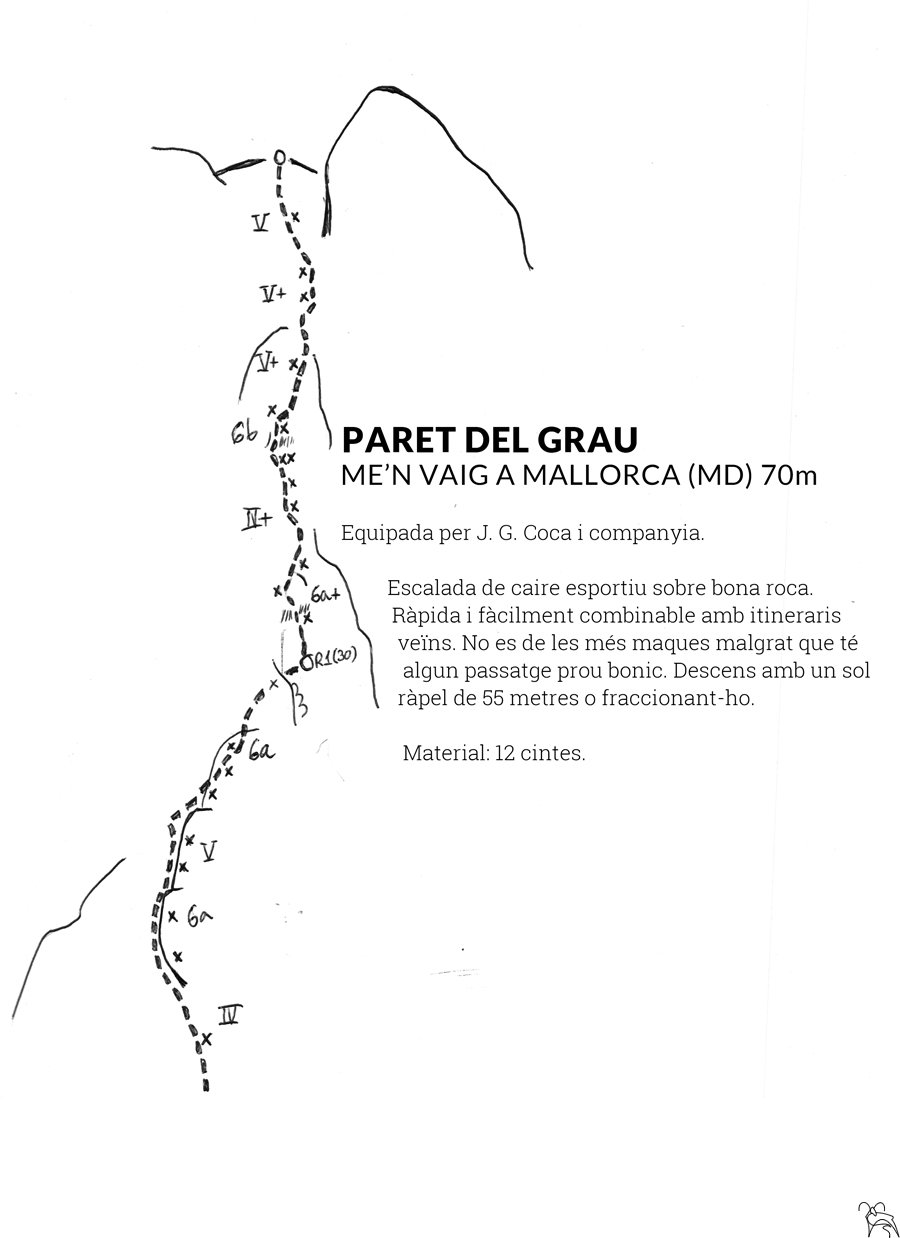 V
V+
V+
6b
PARET DEL GRAU
ME’N VAIG A MALLORCA (MD) 70m
IV+
Equipada per J. G. Coca i companyia.
Escalada de caire esportiu sobre bona roca.
6a+
Ràpida i fàcilment combinable amb itineraris
veïns. No es de les més maques malgrat que té
R1(30)
algun passatge prou bonic. Descens amb un sol
ràpel de 55 metres o fraccionant-ho.
6a
Material: 12 cintes.
V
6a
IV